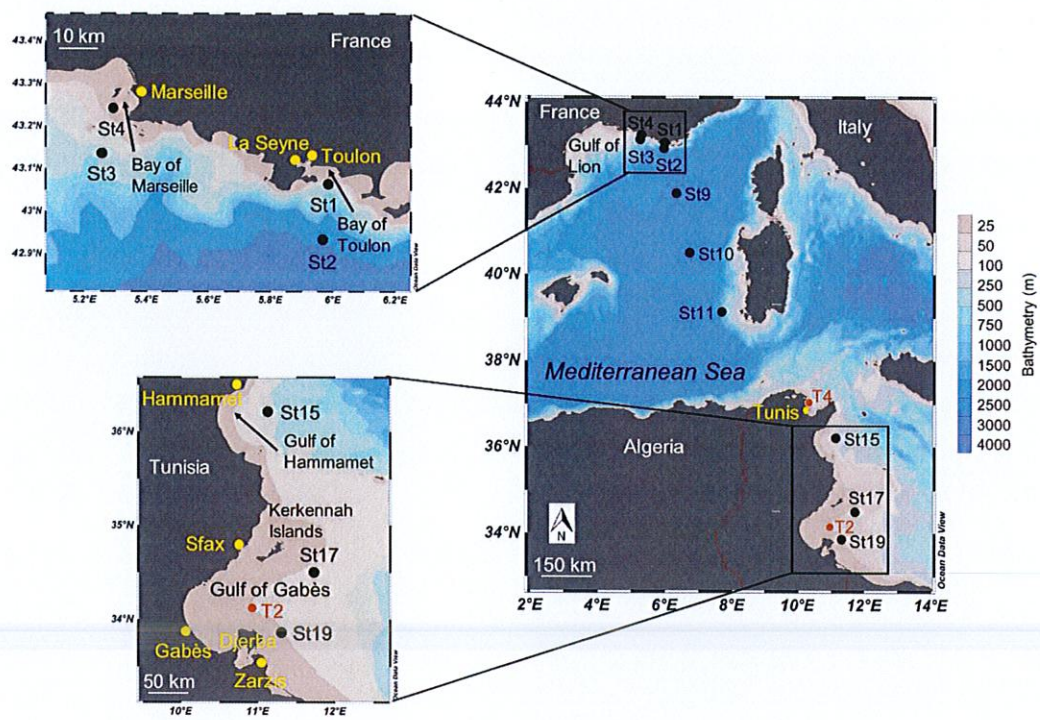 43.4°N
43.3°N
43.2°N
43.1°N
43°N
42.9°N
10 km
France
Marseille
St4
St3
Bay of
Marseille
La Seyne
Toulon
St1
Bay of
Toulon
St2
Ocean Data View
5.2°E 5.4°E 5.6°E 5.8°E 6°E 6.2°E
44°N
42°N
40°N
38°N
36°N
34°N
France
Italy
St4 St1
Gulf of
Lion
St3 St2
St9
St10
St11
Mediterranean Sea
T4
Tunis
Algeria
St15
St17
T2
St19
N
150 km
Ocean Data View
2°E 4°E 6°E 8°E 10°E 12°E 14°E
25
50
100
250
500
750
1000
1500
2000
3000
4000
Bathymetry (m)
36°N
35°N
34°N
Hammamet
St15
Gulf of
Hammamet
Tunisia
Kerkennah
Islands
Sfax
St17
Gulf of Gabès
T2
St19
Gabès
Djerba
Zarzis
50 km
Ocean Data View
10°E 11°E 12°E